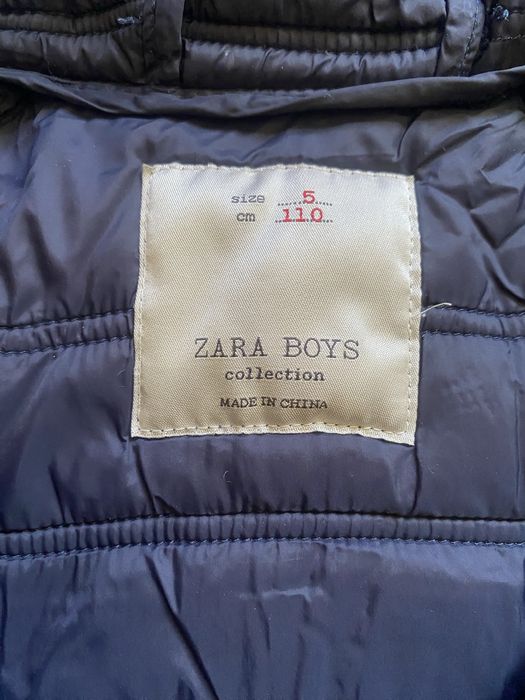 size 5
cm 110
ZARA BOYS
collection
MADE IN CHINA